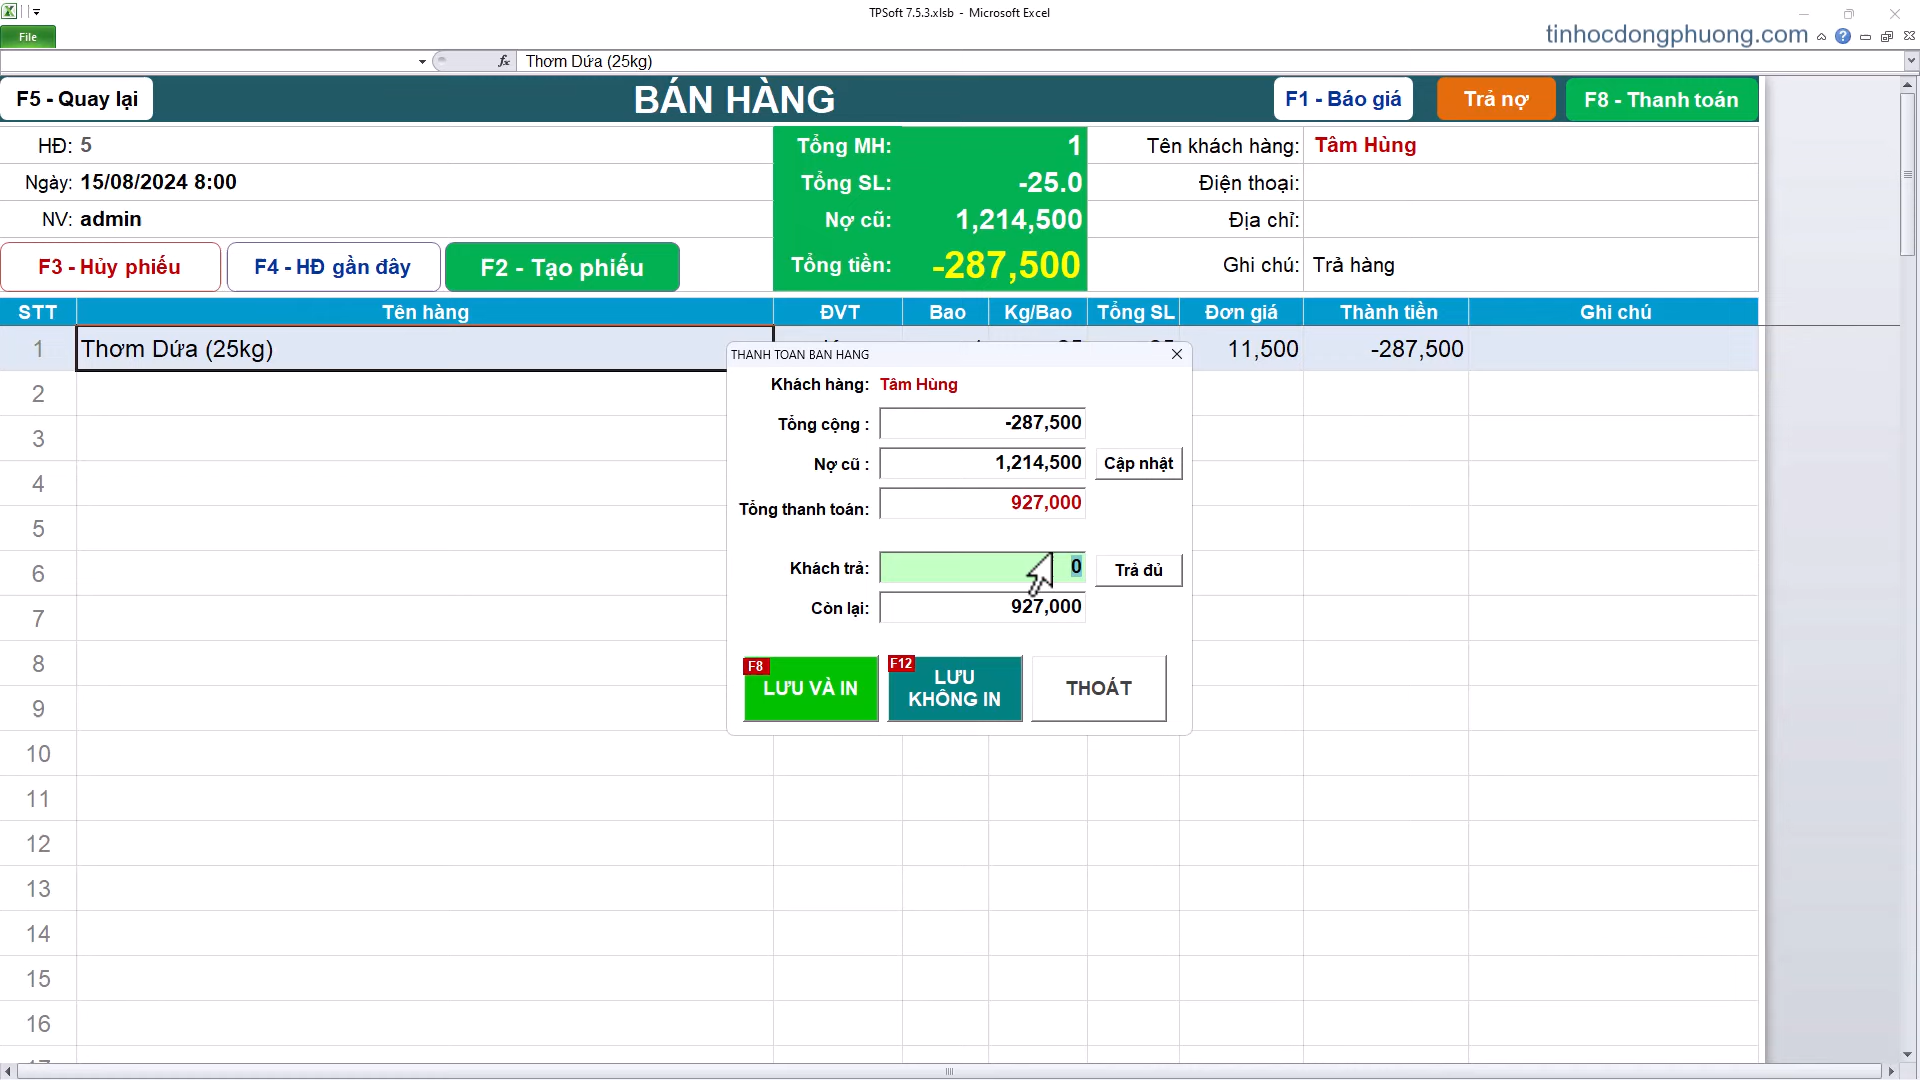 TPSoft 7.5.3.xlsb - Microsoft Excel
File
tinhocdongphuong.com
fx Thơm Dứa (25kg)
F5 - Quay lại
BÁN HÀNG
F1 - Báo giá
Trả nợ
F8 - Thanh toán
HĐ: 5
Tổng MH: 1
Tên khách hàng: Tâm Hùng
Ngày: 15/08/2024 8:00
Tổng SL: -25.0
Điện thoại:
NV: admin
Nợ cũ: 1,214,500
Địa chỉ:
F3 - Hủy phiếu
F4 - HĐ gần đây
F2 - Tạo phiếu
Tổng tiền: -287,500
Ghi chú: Trả hàng
STT Tên hàng ĐVT Bao Kg/Bao Tổng SL Đơn giá Thành tiền Ghi chú
1 Thơm Dứa (25kg) 11,500 -287,500
2
3
4
5
6
7
8
9
10
11
12
13
14
15
16
THANH TOAN BAN HANG
Khách hàng: Tâm Hùng
Tổng cộng : -287,500
Nợ cũ : 1,214,500 Cập nhật
Tổng thanh toán: 927,000
Khách trả: 0 Trả đủ
Còn lại: 927,000
F8 LƯU VÀ IN
F12 LƯU
KHÔNG IN
THOÁT